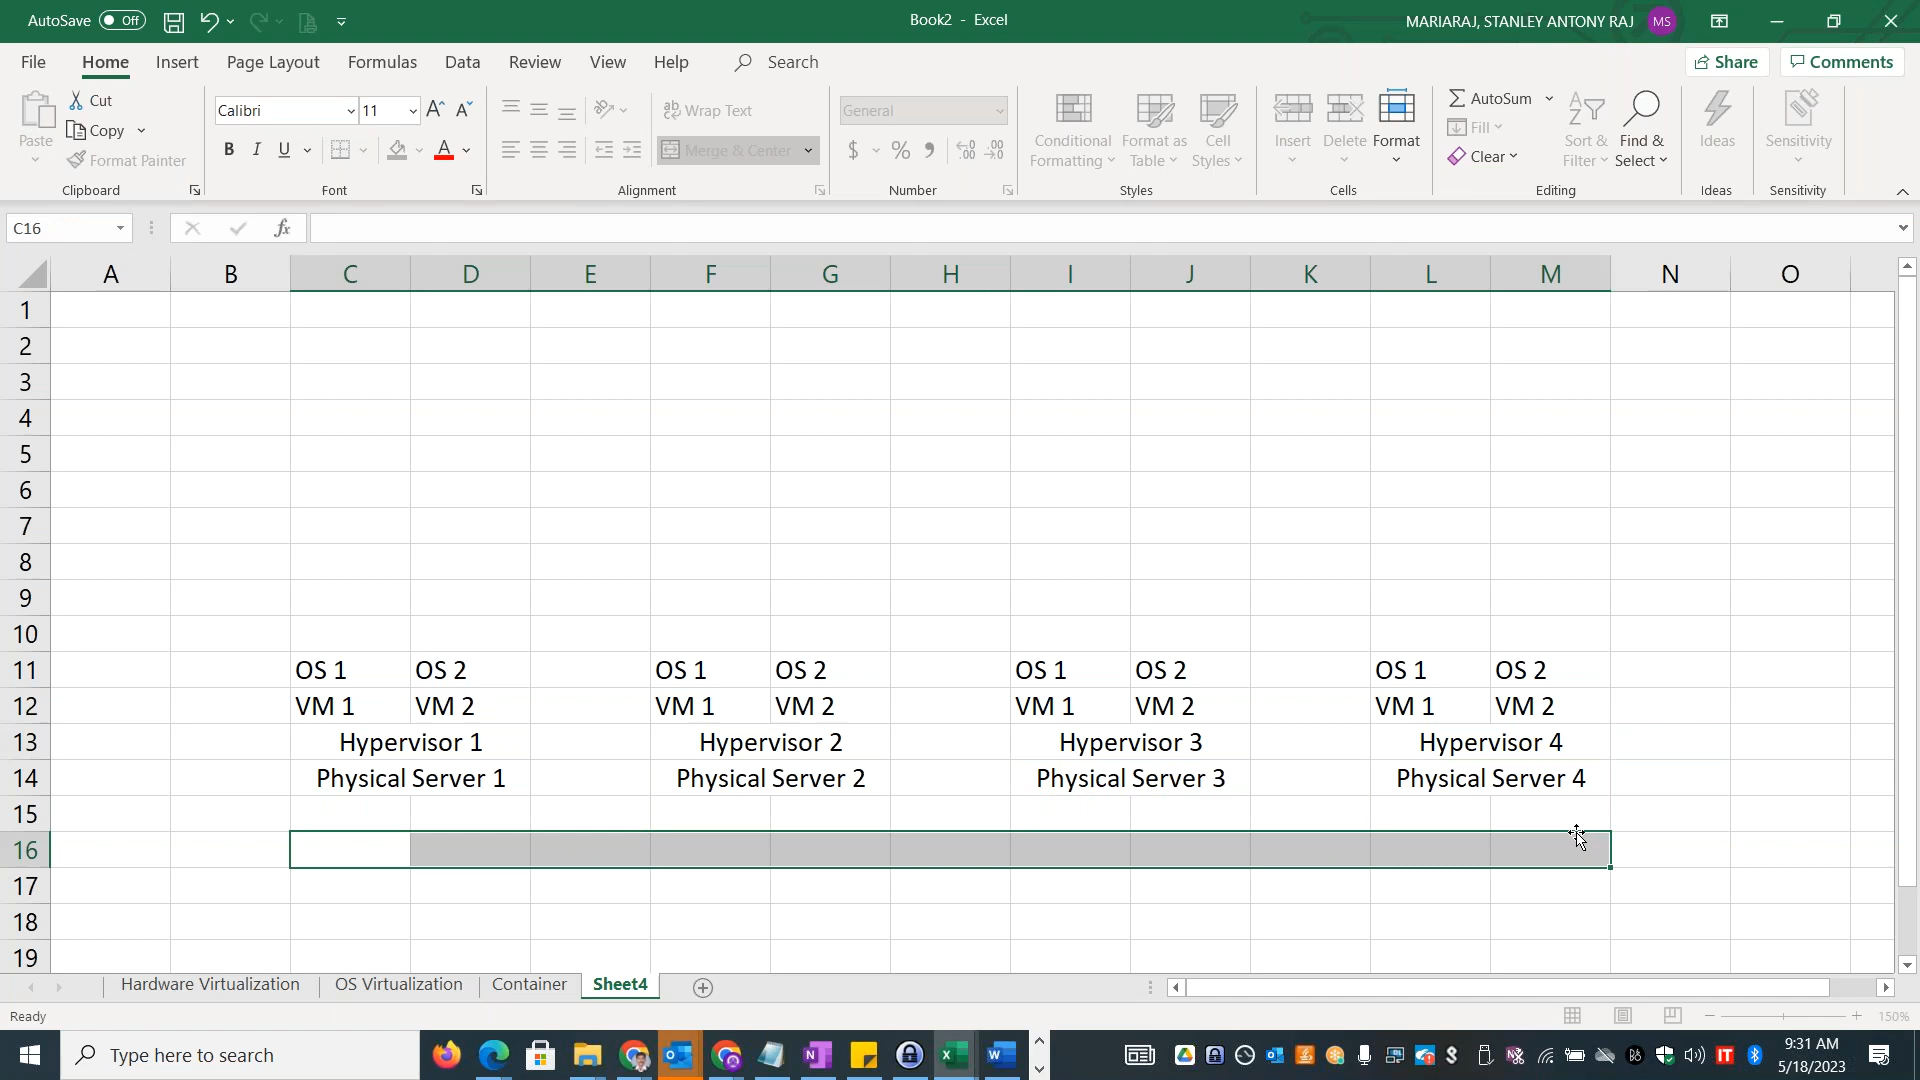 AutoSave Off Book2 - Excel MARIARAJ, STANLEY ANTONY RAJ MS
File Home Insert Page Layout Formulas Data Review View Help Search Share Comments
Paste Cut Copy Format Painter Clipboard
Calibri 11 B I U A Font
ab Wrap Text Merge & Center Alignment
General $ % 9 Number
Conditional Formatting Format as Table Cell Styles Styles
Insert Delete Format Cells
AutoSum Fill Clear Sort & Filter Find & Select Editing
Ideas Ideas
Sensitivity Sensitivity
C16 fx
A B C D E F G H I J K L M N O
1
2
3
4
5
6
7
8
9
10
11 OS 1 OS 2 OS 1 OS 2 OS 1 OS 2 OS 1 OS 2
12 VM 1 VM 2 VM 1 VM 2 VM 1 VM 2 VM 1 VM 2
13 Hypervisor 1 Hypervisor 2 Hypervisor 3 Hypervisor 4
14 Physical Server 1 Physical Server 2 Physical Server 3 Physical Server 4
15
16
17
18
19
Hardware Virtualization OS Virtualization Container Sheet4
Ready 150%
Type here to search 9:31 AM
5/18/2023